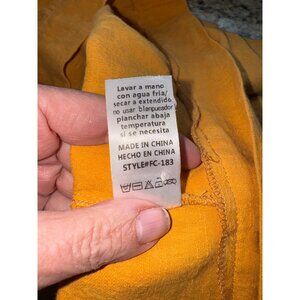 Lavar a mano
con agua fria/
secar a extendido
no usar blanqueador
planchar abaja
temperatura
si se necesita
MADE IN CHINA
HECHO EN CHINA
STYLE#FC-183